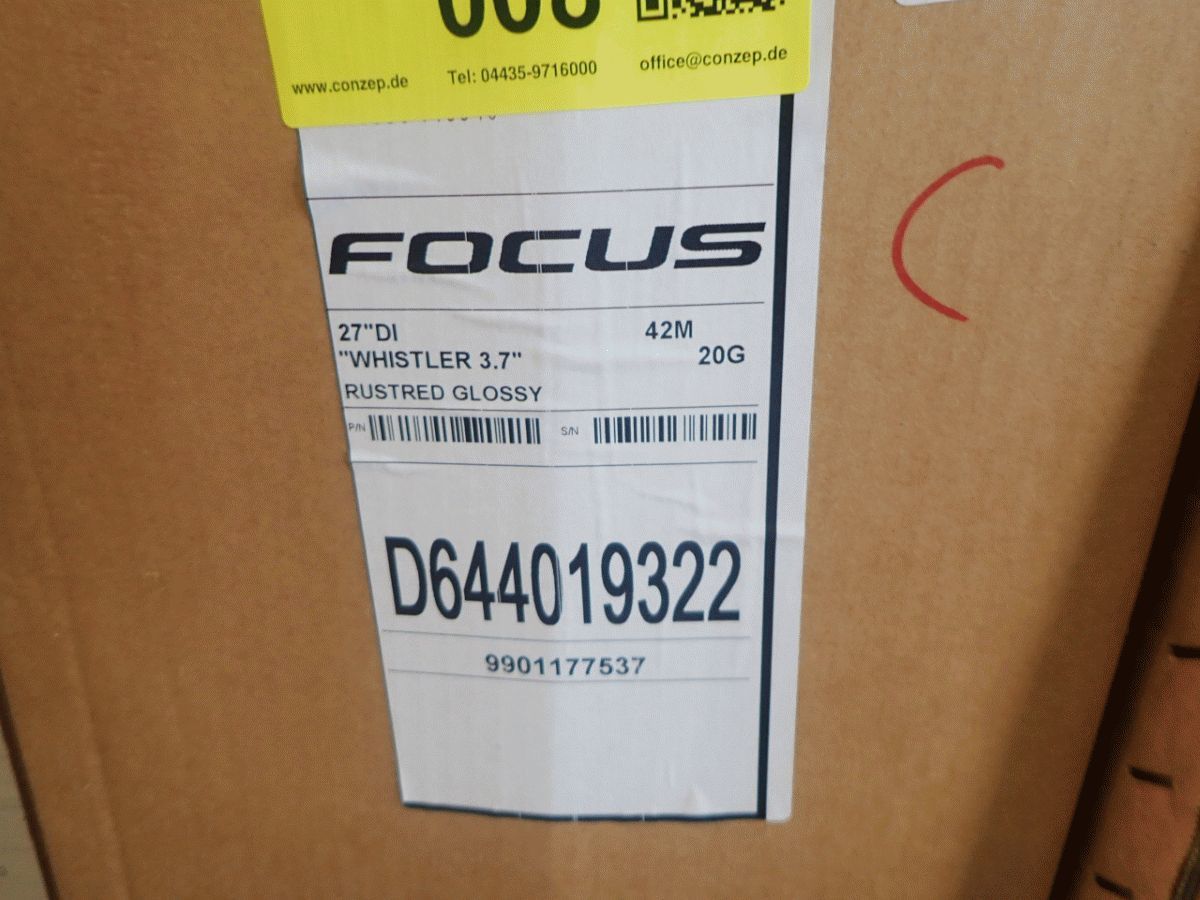 008
www.conzep.de Tel: 04435-9716000 office@conzep.de
FOCUS
27"DI 42M
"WHISTLER 3.7" 20G
RUSTRED GLOSSY
P/N S/N
D644019322
9901177537